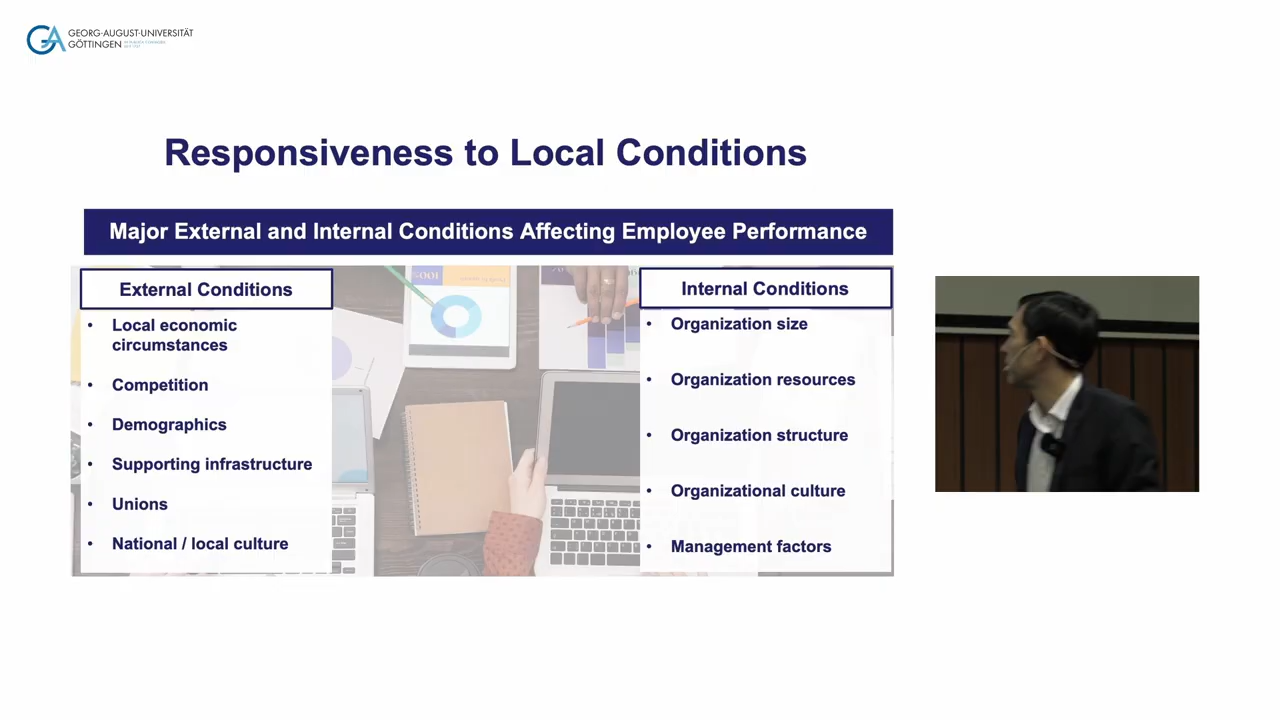 GEORG-AUGUST-UNIVERSITÄT
GÖTTINGEN
Responsiveness to Local Conditions
Major External and Internal Conditions Affecting Employee Performance
External Conditions
• Local economic
circumstances
• Competition
• Demographics
• Supporting infrastructure
• Unions
• National / local culture
Internal Conditions
• Organization size
• Organization resources
• Organization structure
• Organizational culture
• Management factors